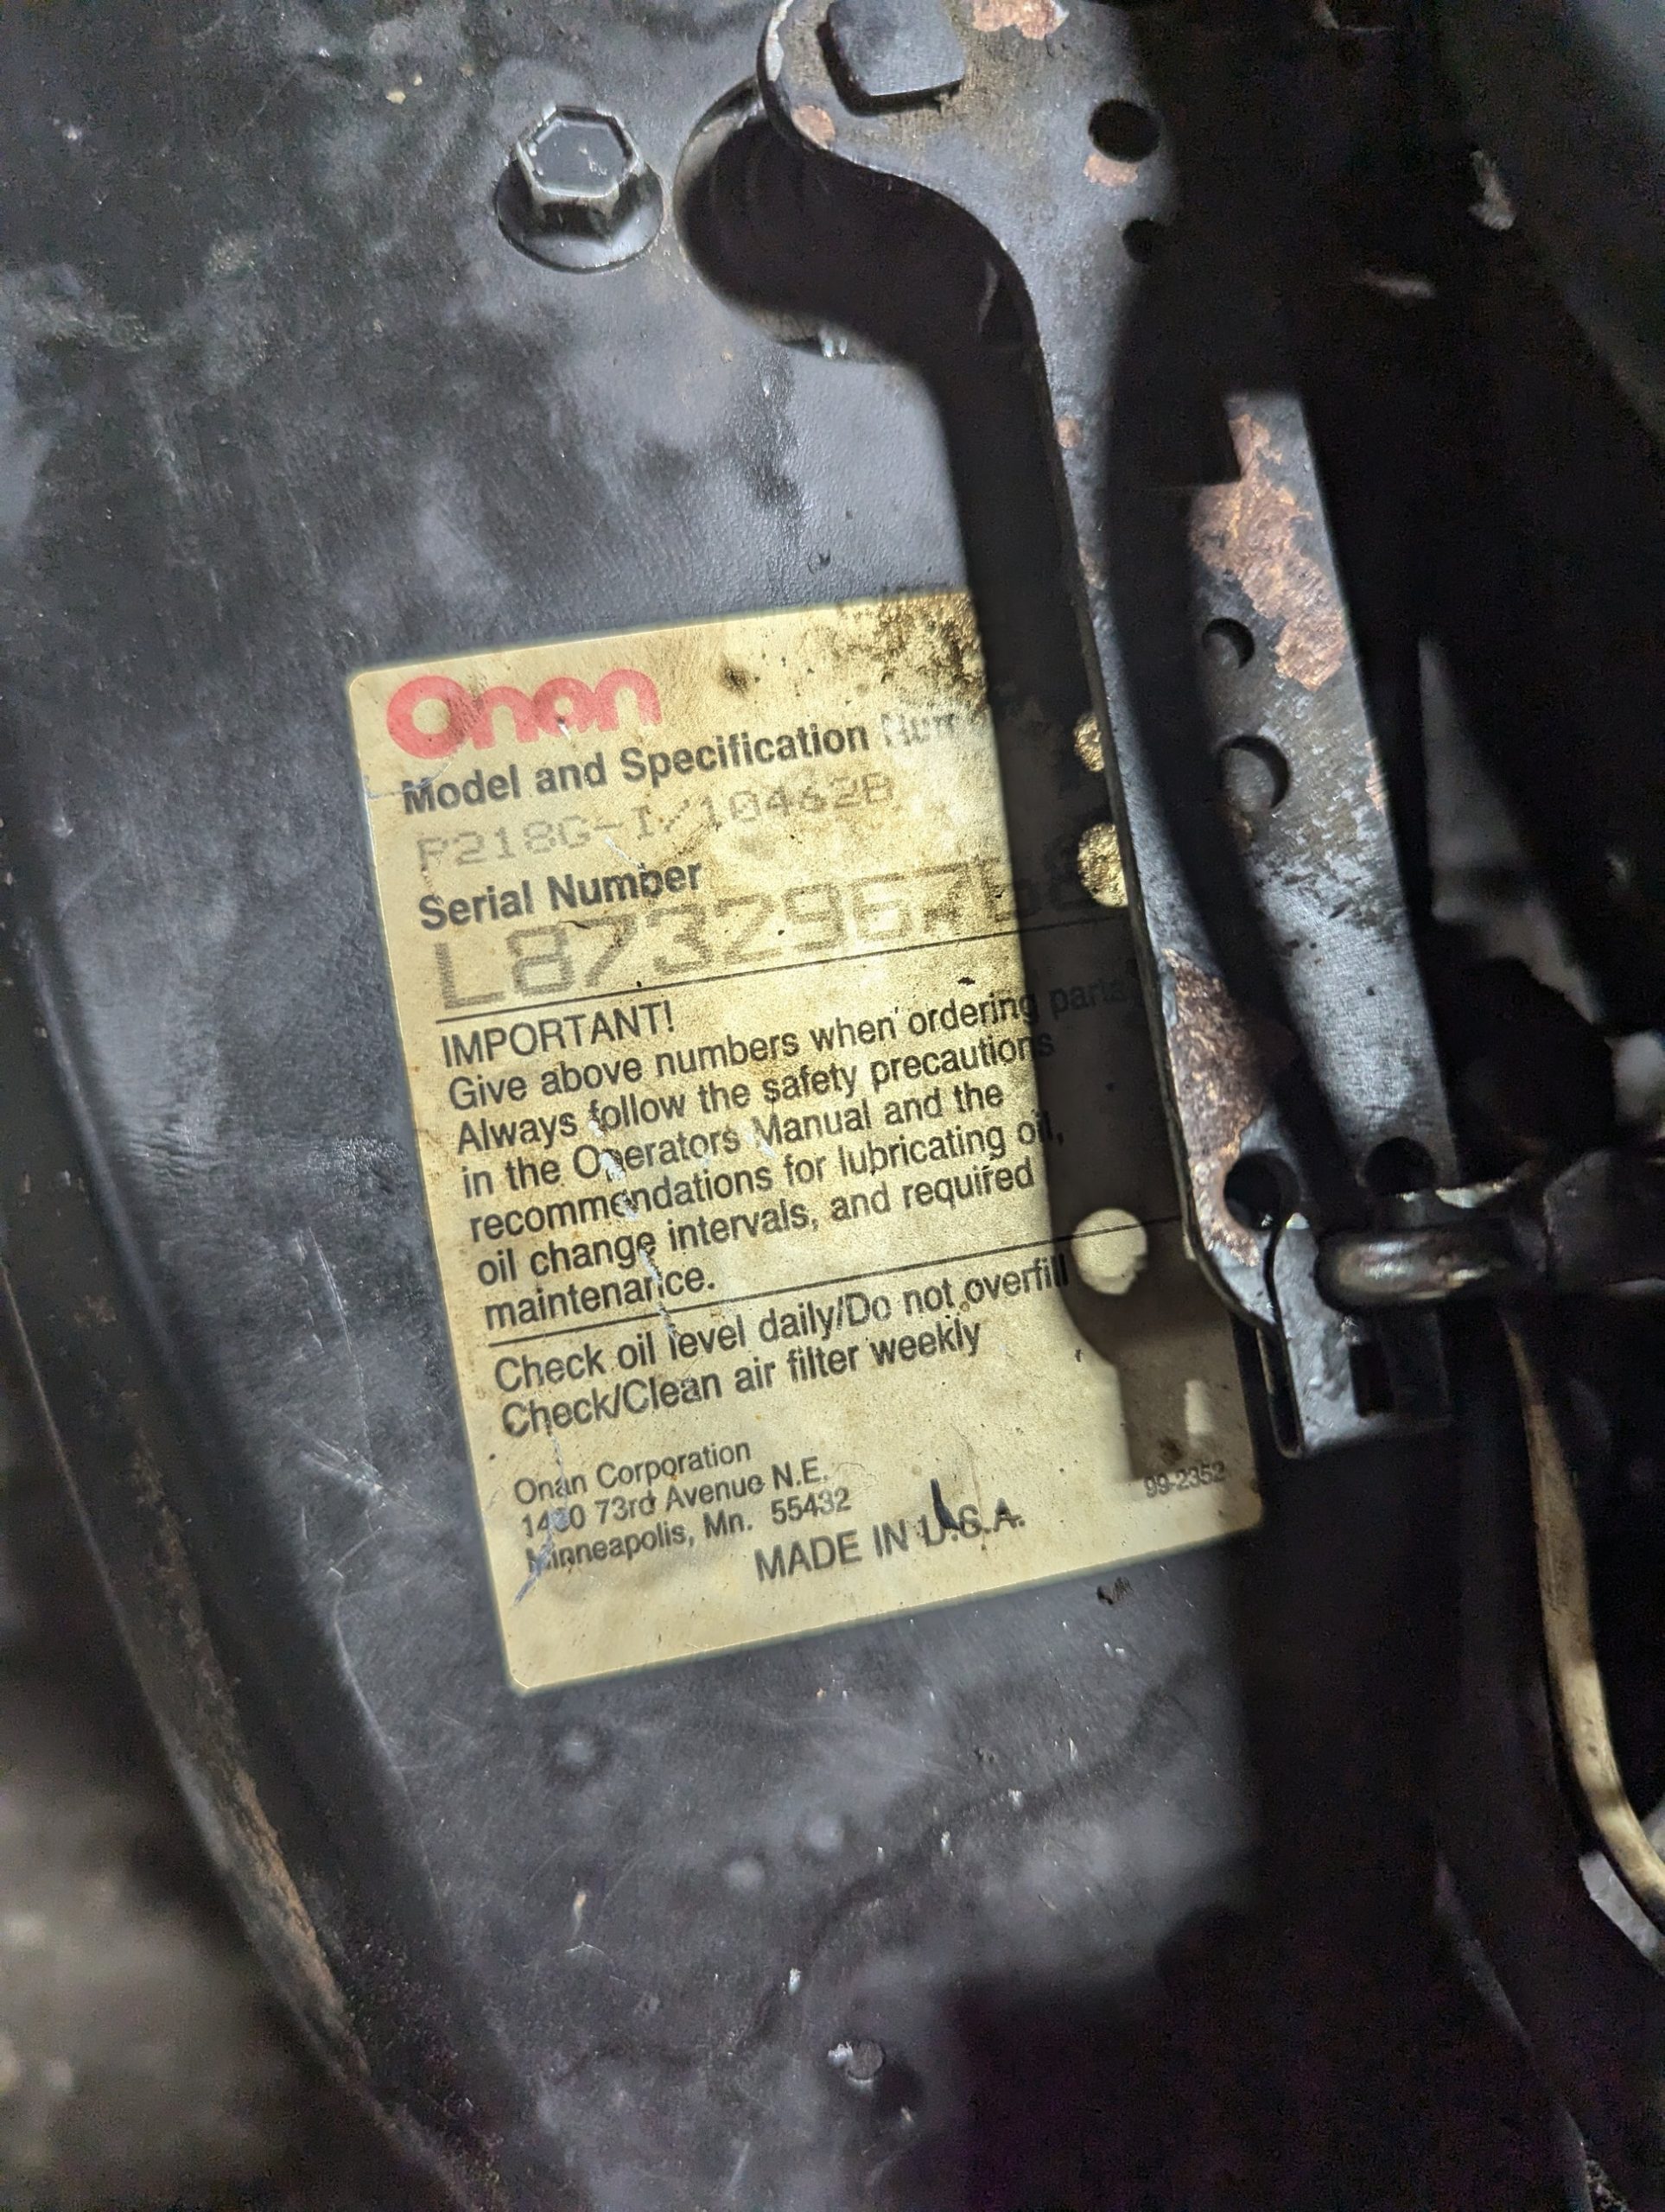 Onan
Model and Specification
P218G-I/10462B
Serial Number
IMPORTANT!
Give above numbers when ordering parts
Always follow the safety precautions
in the Operators Manual and the
recommendations for lubricating oil,
oil change intervals, and required
maintenance.
Check oil level daily/Do not overfill
Check/Clean air filter weekly
Onan Corporation
1400 73rd Avenue N.E.
Minneapolis, Mn. 55432
99-2352
MADE IN U.S.A.